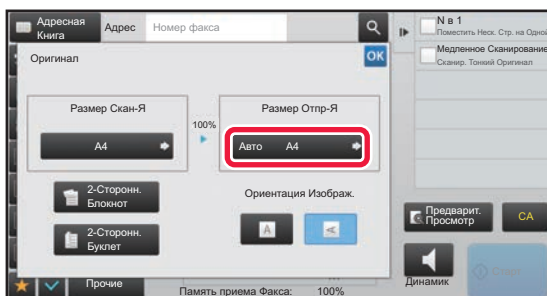 Адресная
Книга
Адрес
Номер факса
N в 1
Поместить Неск. Стр. на Одной
Медленное Сканирование
Сканир. Тонкий Оригинал
Оригинал
OK
Размер Скан-Я
100%
Размер Отпр-Я
A4
Авто A4
2-Сторонн.
Блокнот
Ориентация Изображ.
2-Сторонн.
Буклет
A
A
Предварит.
Просмотр
CA
Прочие
Память приема Факса: 100%
Динамик
Старт